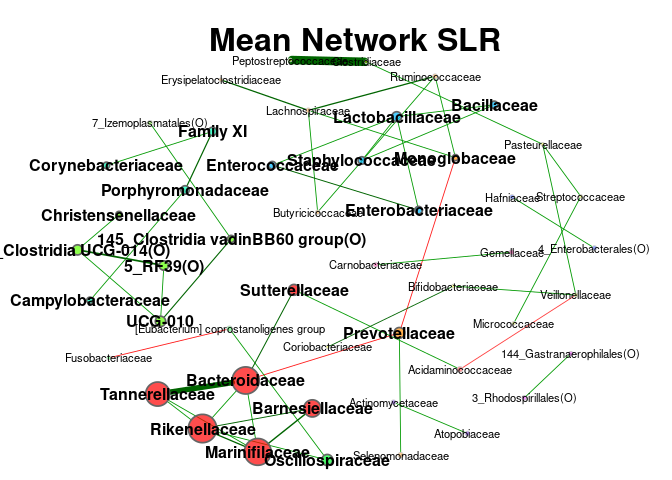 Mean Network SLR
Peptostreptococcaceae
Clostridiaceae
Erysipelatoclostridiaceae
Ruminococcaceae
Lachnospiraceae
Lactobacillaceae
Bacillaceae
7_Izemoplasmatales(O)
Family XI
Pasteurellaceae
Corynebacteriaceae
Enterococcaceae
Staphylococcaceae
Monoglobaceae
Porphyromonadaceae
Hafniaceae
Streptococcaceae
Christensenellaceae
Butyricicoccaceae
Enterobacteriaceae
145_Clostridia vadinBB60 group(O)
_Clostridia UCG-014(O)
4_Enterobacterales(O)
Gemellaceae
5_RF39(O)
Carnobacteriaceae
Sutterellaceae
Bifidobacteriaceae
Veillonellaceae
Campylobacteraceae
UCG-010
[Eubacterium] coprostanoligenes group
Prevotellaceae
Micrococcaceae
Coriobacteriaceae
Fusobacteriaceae
144_Gastranaerophilales(O)
Acidaminococcaceae
Bacteroidaceae
Tannerellaceae
3_Rhodospirillales(O)
Barnesiellaceae
Actinomycetaceae
Rikenellaceae
Atopobiaceae
Marinifilaceae
Oscillospiraceae
Selenomonadaceae